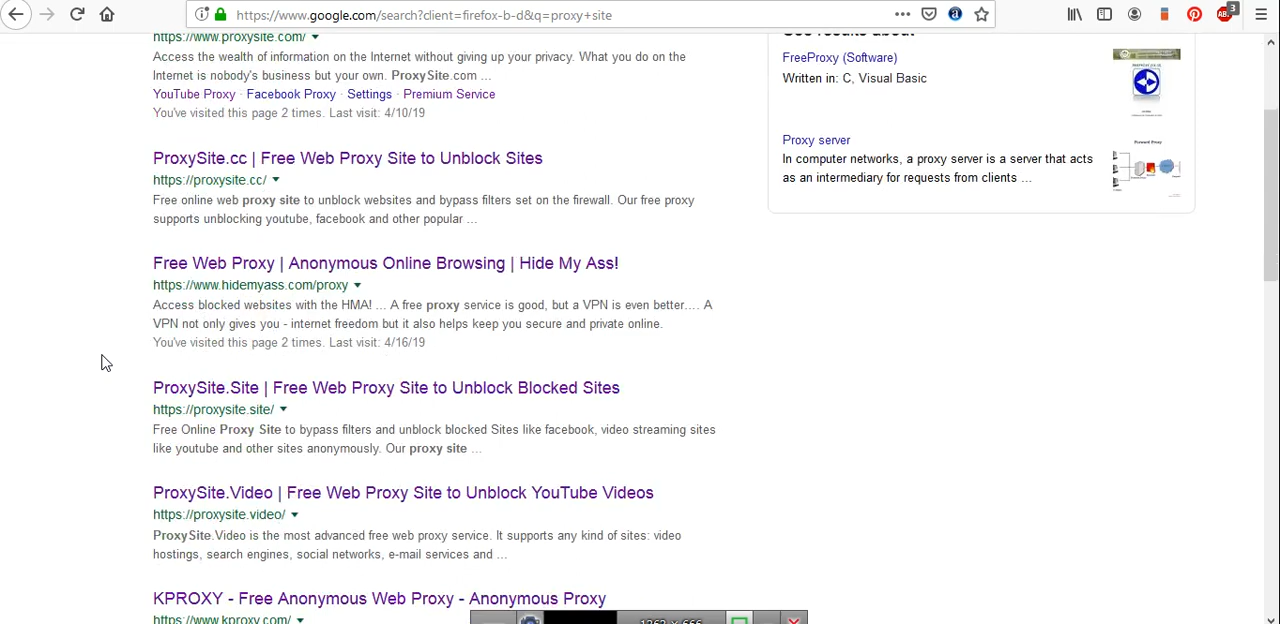 https://www.google.com/search?client=firefox-b-d&q=proxy+site
3
https://www.proxysite.com/
Access the wealth of information on the Internet without giving up your privacy. What you do on the
Internet is nobody's business but your own. ProxySite.com ...
YouTube Proxy · Facebook Proxy · Settings · Premium Service
You've visited this page 2 times. Last visit: 4/10/19
ProxySite.cc | Free Web Proxy Site to Unblock Sites
https://proxysite.cc/
Free online web proxy site to unblock websites and bypass filters set on the firewall. Our free proxy
supports unblocking youtube, facebook and other popular ...
Free Web Proxy | Anonymous Online Browsing | Hide My Ass!
https://www.hidemyass.com/proxy
Access blocked websites with the HMA! ... A free proxy service is good, but a VPN is even better.... A
VPN not only gives you - internet freedom but it also helps keep you secure and private online.
You've visited this page 2 times. Last visit: 4/16/19
ProxySite.Site | Free Web Proxy Site to Unblock Blocked Sites
https://proxysite.site/
Free Online Proxy Site to bypass filters and unblock blocked Sites like facebook, video streaming sites
like youtube and other sites anonymously. Our proxy site ...
ProxySite.Video | Free Web Proxy Site to Unblock YouTube Videos
https://proxysite.video/
ProxySite.Video is the most advanced free web proxy service. It supports any kind of sites: video
hostings, search engines, social networks, e-mail services and ...
KPROXY - Free Anonymous Web Proxy - Anonymous Proxy
https://www.kproxy.com/
See results about
FreeProxy (Software)
Written in: C, Visual Basic
Proxy server
In computer networks, a proxy server is a server that acts
as an intermediary for requests from clients ...